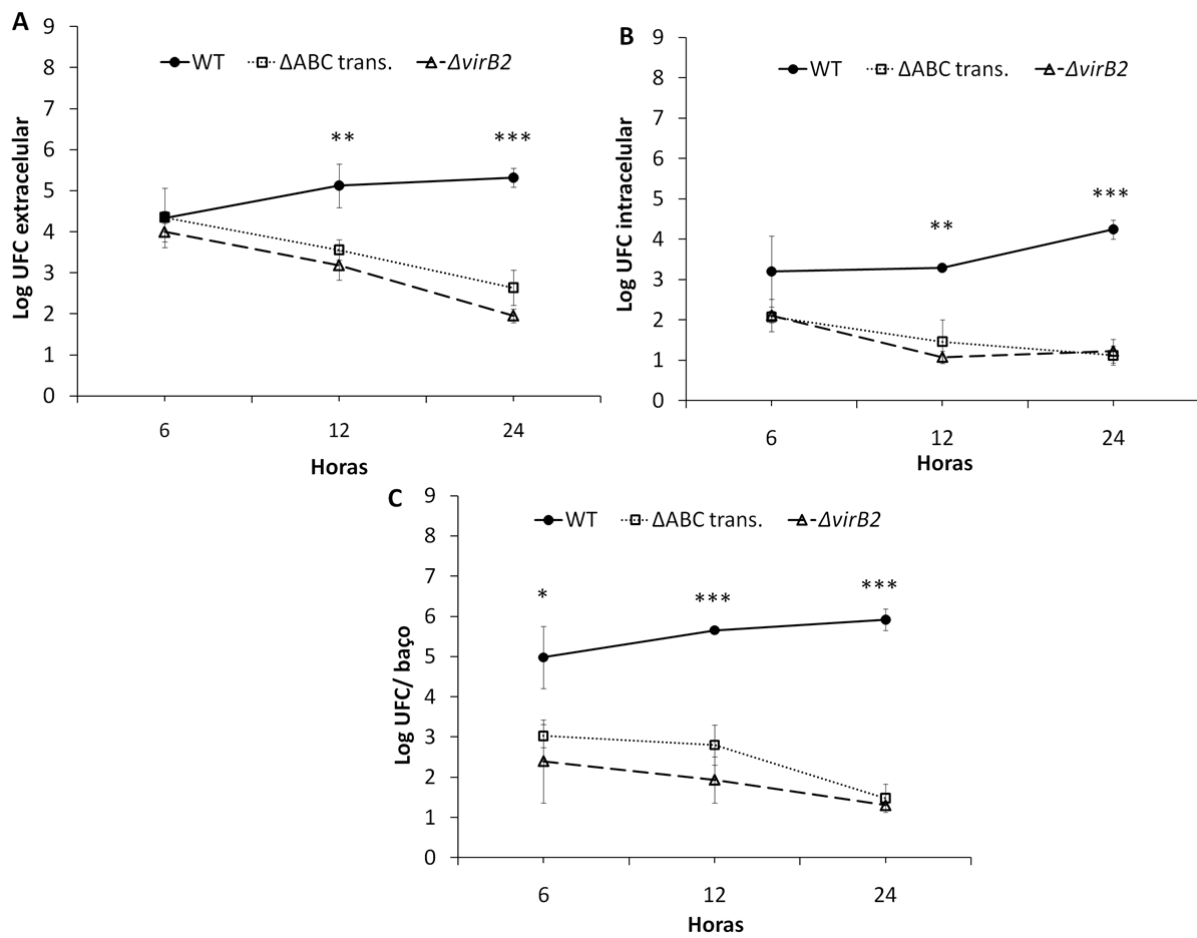 A
9
8
7
6
5
4
3
2
1
0
Log UFC extracelular
WT ΔABC trans. ΔvirB2
** ***
6 12 24
Horas
B
9
8
7
6
5
4
3
2
1
0
Log UFC intracelular
WT ΔABC trans. ΔvirB2
***
**
6 12 24
Horas
C
9
8
7
6
5
4
3
2
1
0
Log UFC/ baço
WT ΔABC trans. ΔvirB2
* *** ***
6 12 24
Horas